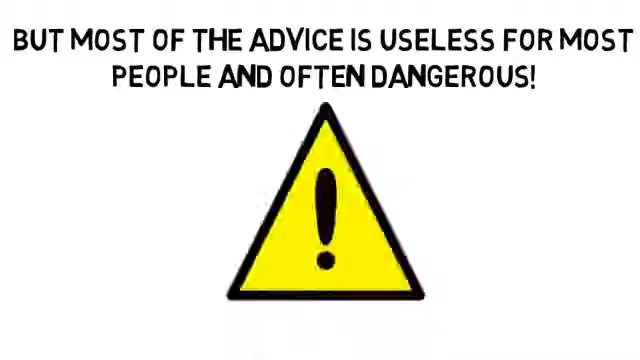 BUT MOST OF THE ADVICE IS USELESS FOR MOST
PEOPLE AND OFTEN DANGEROUS!
!